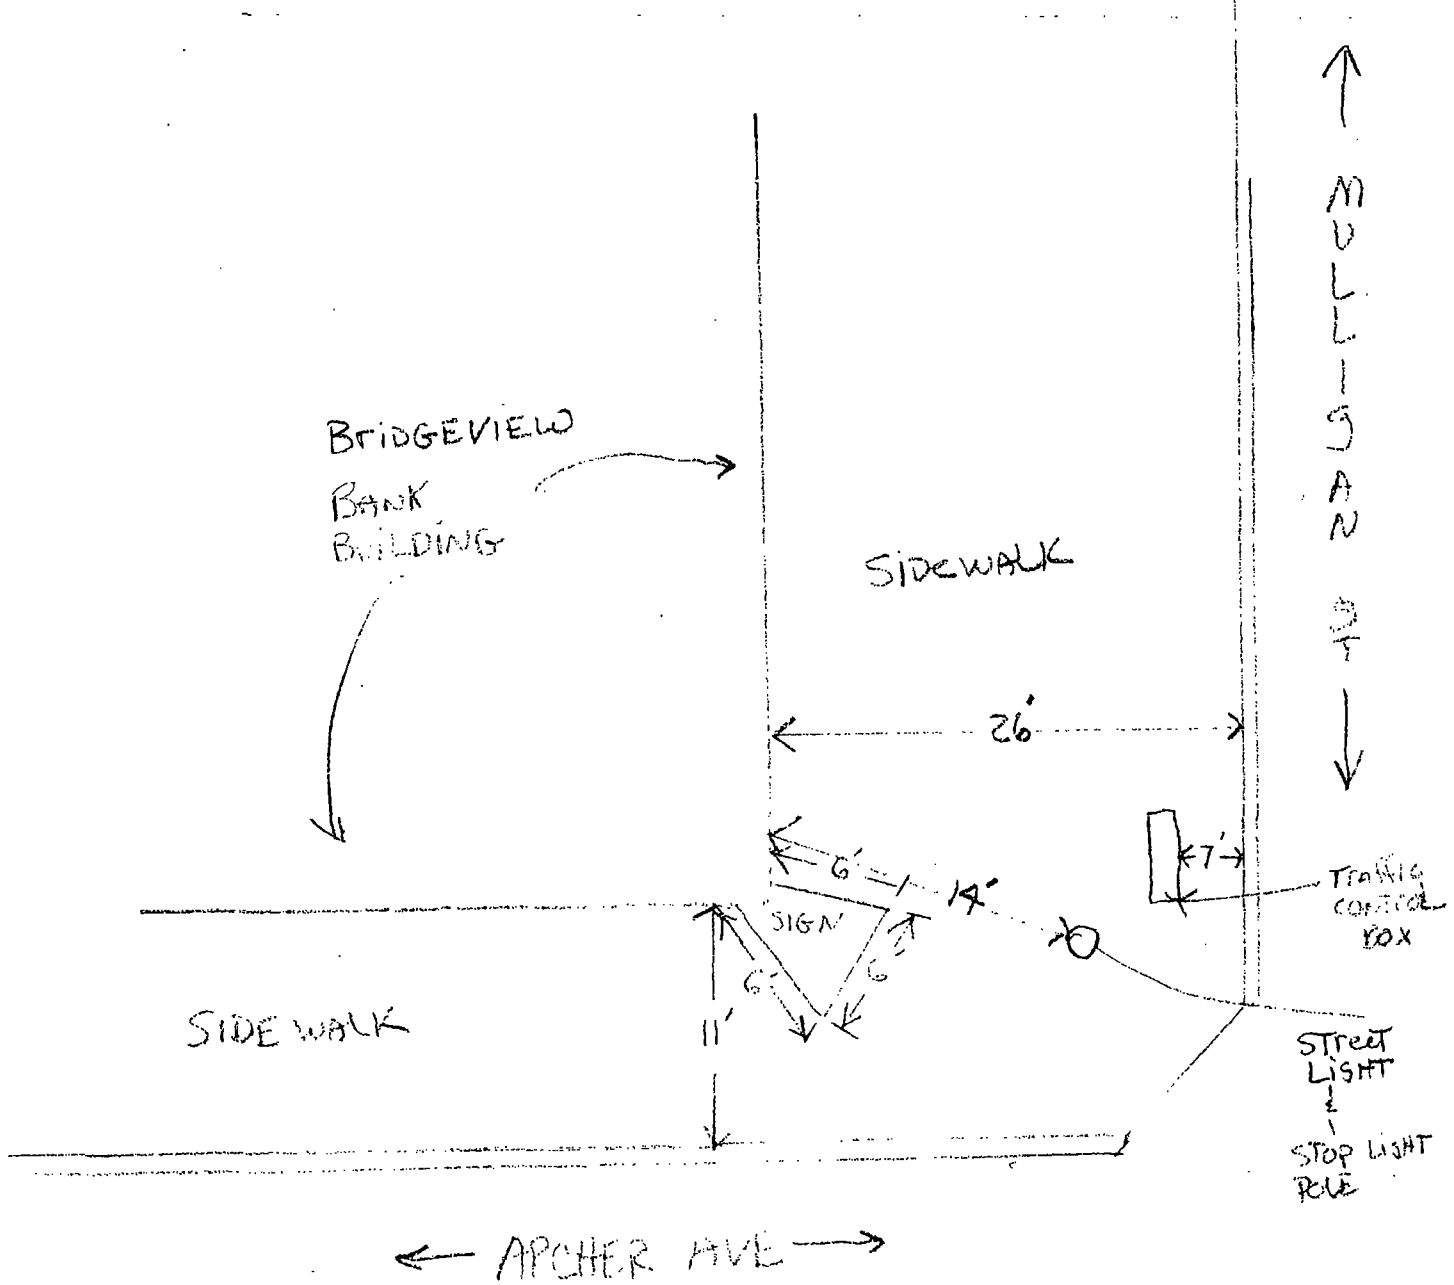 MULLIGAN ST
BRIDGEVIEW
BANK
BUILDING
SIDEWALK
26'
7'
6'
14'
TRAFFIC
CONTROL
BOX
SIGN
6'
6'
11'
SIDEWALK
STREET
LIGHT
&
STOP LIGHT
POLE
ARCHER AVE